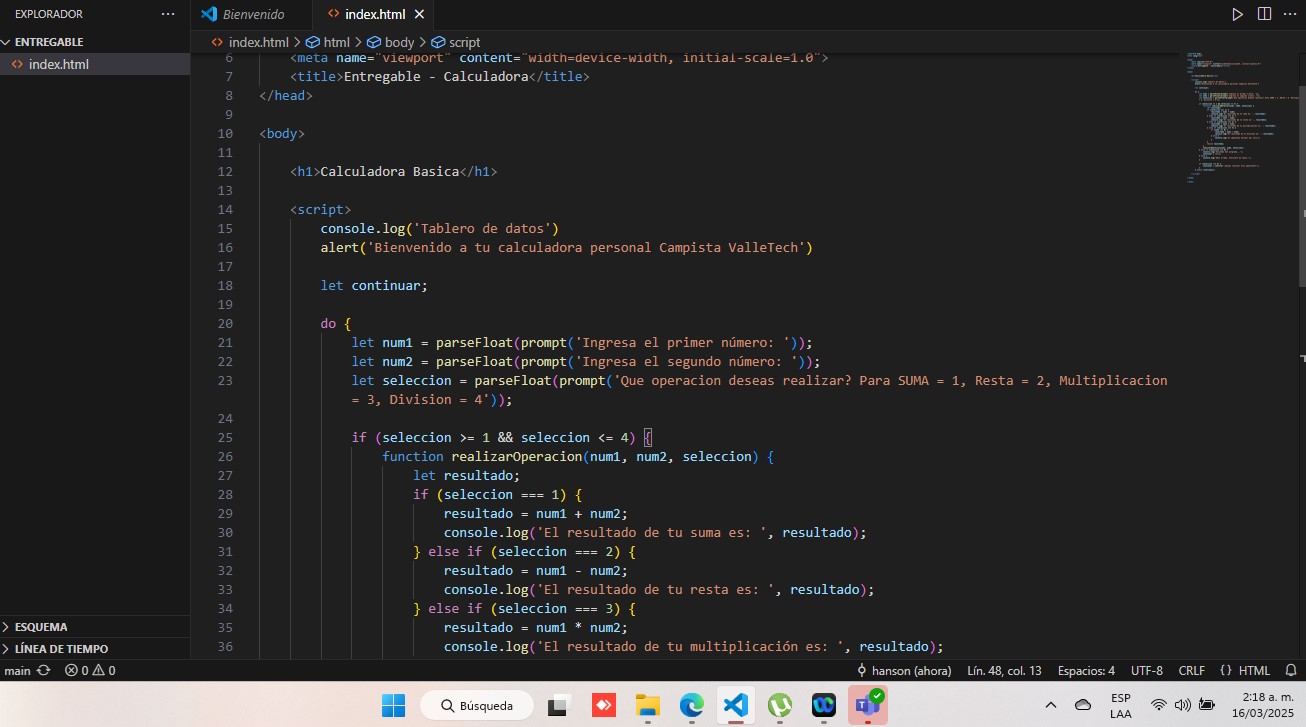 EXPLORADOR
Bienvenido
index.html
ENTREGABLE
index.html
index.html > html > body > script
6 <meta name="viewport" content="width=device-width, initial-scale=1.0">
7 <title>Entregable - Calculadora</title>
8 </head>
9
10 <body>
11
12 <h1>Calculadora Basica</h1>
13
14 <script>
15 console.log('Tablero de datos')
16 alert('Bienvenido a tu calculadora personal Campista ValleTech')
17
18 let continuar;
19
20 do {
21 let num1 = parseFloat(prompt('Ingresa el primer número: '));
22 let num2 = parseFloat(prompt('Ingresa el segundo número: '));
23 let seleccion = parseFloat(prompt('Que operacion deseas realizar? Para SUMA = 1, Resta = 2, Multiplicacion
= 3, Division = 4'));
24
25 if (seleccion >= 1 && seleccion <= 4) {
26 function realizarOperacion(num1, num2, seleccion) {
27 let resultado;
28 if (seleccion === 1) {
29 resultado = num1 + num2;
30 console.log('El resultado de tu suma es: ', resultado);
31 } else if (seleccion === 2) {
32 resultado = num1 - num2;
33 console.log('El resultado de tu resta es: ', resultado);
34 } else if (seleccion === 3) {
35 resultado = num1 * num2;
36 console.log('El resultado de tu multiplicación es: ', resultado);
ESQUEMA
LÍNEA DE TIEMPO
main 0 0 hanson (ahora) Lín. 48, col. 13 Espacios: 4 UTF-8 CRLF {} HTML
Búsqueda
ESP
LAA
2:18 a. m.
16/03/2025